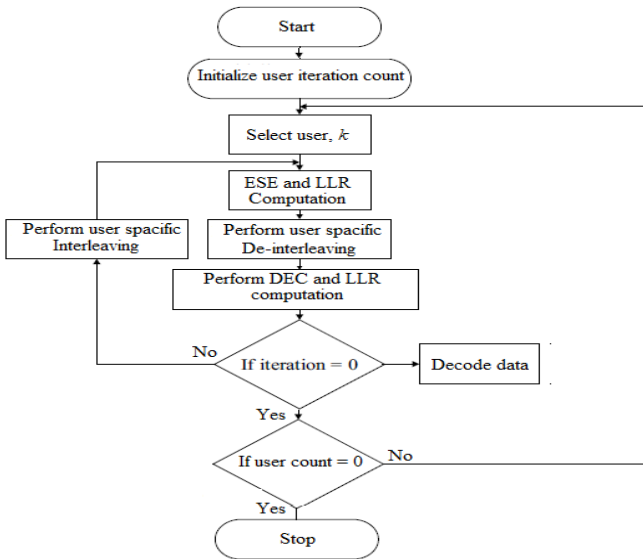 Start
Initialize user iteration count
Select user, k
ESE and LLR
Computation
Perform user spacific
Interleaving
Perform user spacific
De-interleaving
Perform DEC and LLR
computation
No
If iteration = 0
Decode data
Yes
If user count = 0
No
Yes
Stop